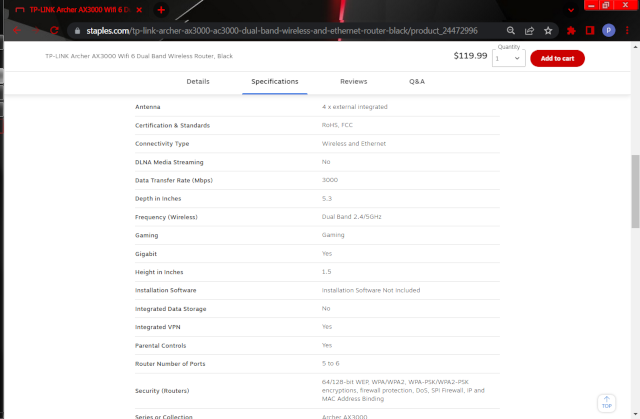 TP-LINK Archer AX3000 Wifi 6 D
staples.com/tp-link-archer-ax3000-ac3000-dual-band-wireless-and-ethernet-router-black/product_24472996
P
TP-LINK Archer AX3000 Wifi 6 Dual Band Wireless Router, Black
$119.99
Quantity
1
Add to cart
Details Specifications Reviews Q&A
Antenna 4 x external integrated
Certification & Standards RoHS, FCC
Connectivity Type Wireless and Ethernet
DLNA Media Streaming No
Data Transfer Rate (Mbps) 3000
Depth in Inches 5.3
Frequency (Wireless) Dual Band 2.4/5GHz
Gaming Gaming
Gigabit Yes
Height in Inches 1.5
Installation Software Installation Software Not Included
Integrated Data Storage No
Integrated VPN Yes
Parental Controls Yes
Router Number of Ports 5 to 6
Security (Routers) 64/128-bit WEP, WPA/WPA2, WPA-PSK/WPA2-PSK
encryptions, firewall protection, DoS, SPI Firewall, IP and
MAC Address Binding
Series or Collection Archer AX3000
TOP